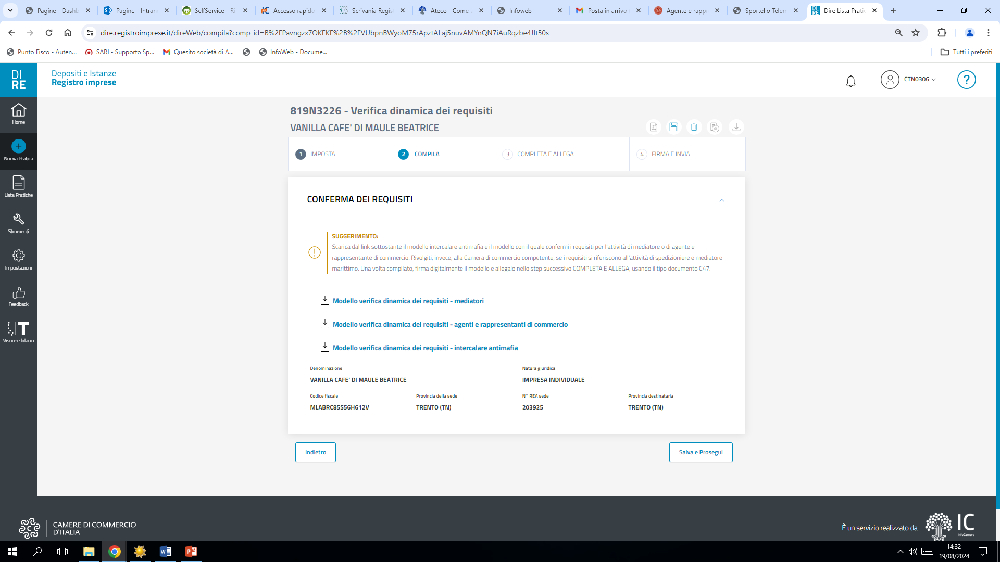 Pagine - Dashb
Pagine - Intran
SelfService - Ri
Accesso rapido
Scrivania Regis
Ateco - Come a
Infoweb
Posta in arrivo
Agente e rappr
Sportello Telem
Dire Lista Prati
dire.registroimprese.it/direWeb/compila?comp_id=B%2FPavngzx7OKFKF%2B%2FVUbpnBWyoM75rApztALaj5nuvAMYnQN7iAuRqzbe4JIt50s
Punto Fisco - Auten...
SARI - Supporto Sp...
Quesito società di A...
InfoWeb - Docume...
Tutti i preferiti
DI
RE
Depositi e Istanze
Registro imprese
CTN0306
?
Home
Nuova Pratica
Lista Pratiche
Strumenti
Impostazioni
Feedback
T
Visure e bilanci
819N3226 - Verifica dinamica dei requisiti
VANILLA CAFE' DI MAULE BEATRICE
1 IMPOSTA
2 COMPILA
3 COMPLETA E ALLEGA
4 FIRMA E INVIA
CONFERMA DEI REQUISITI
SUGGERIMENTO:
Scarica dal link sottostante il modello intercalare antimafia e il modello con il quale confermi i requisiti per l'attività di mediatore o di agente e
rappresentante di commercio. Rivolgiti, invece, alla Camera di commercio competente, se i requisiti si riferiscono all'attività di spedizioniere e mediatore
marittimo. Una volta compilato, firma digitalmente il modello e allegalo nello step successivo COMPLETA E ALLEGA, usando il tipo documento C47.
Modello verifica dinamica dei requisiti - mediatori
Modello verifica dinamica dei requisiti - agenti e rappresentanti di commercio
Modello verifica dinamica dei requisiti - intercalare antimafia
Denominazione
VANILLA CAFE' DI MAULE BEATRICE
Natura giuridica
IMPRESA INDIVIDUALE
Codice fiscale
MLABRC85S56H612V
Provincia della sede
TRENTO (TN)
N° REA sede
203925
Provincia destinataria
TRENTO (TN)
Indietro
Salva e Prosegui
CAMERE DI COMMERCIO
D'ITALIA
È un servizio realizzato da
IC
InfoCamere
14:32
19/08/2024